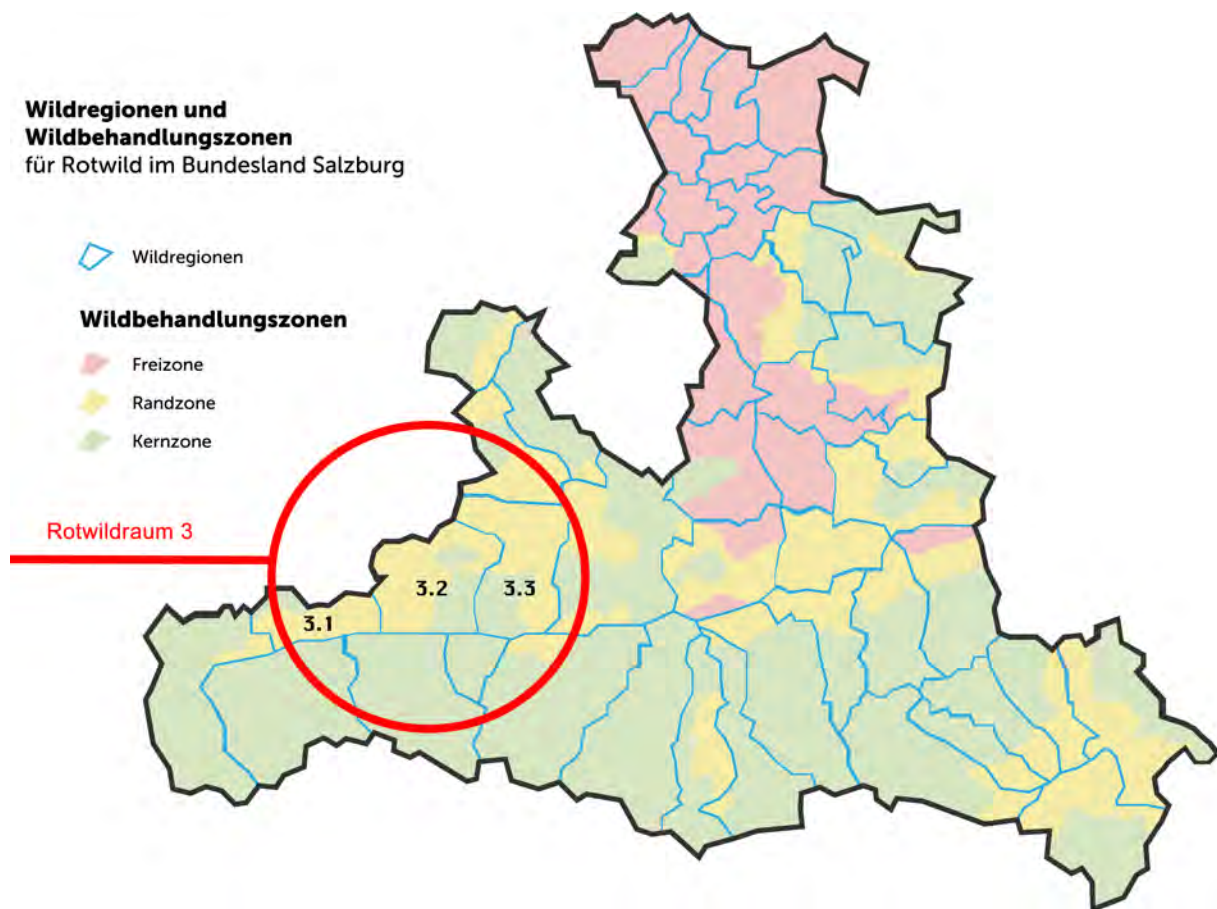 Wildregionen und
Wildbehandlungszonen
für Rotwild im Bundesland Salzburg
Wildregionen
Wildbehandlungszonen
Freizone
Randzone
Kernzone
Rotwildraum 3
3.1
3.2
3.3